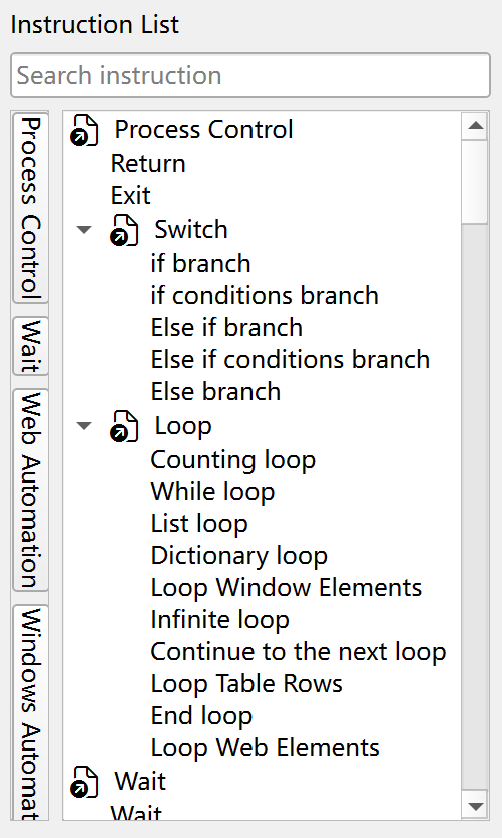 Instruction List
Search instruction
Process Control
Wait
Web Automation
Windows Automat
Process Control
Return
Exit
Switch
if branch
if conditions branch
Else if branch
Else if conditions branch
Else branch
Loop
Counting loop
While loop
List loop
Dictionary loop
Loop Window Elements
Infinite loop
Continue to the next loop
Loop Table Rows
End loop
Loop Web Elements
Wait
Wait